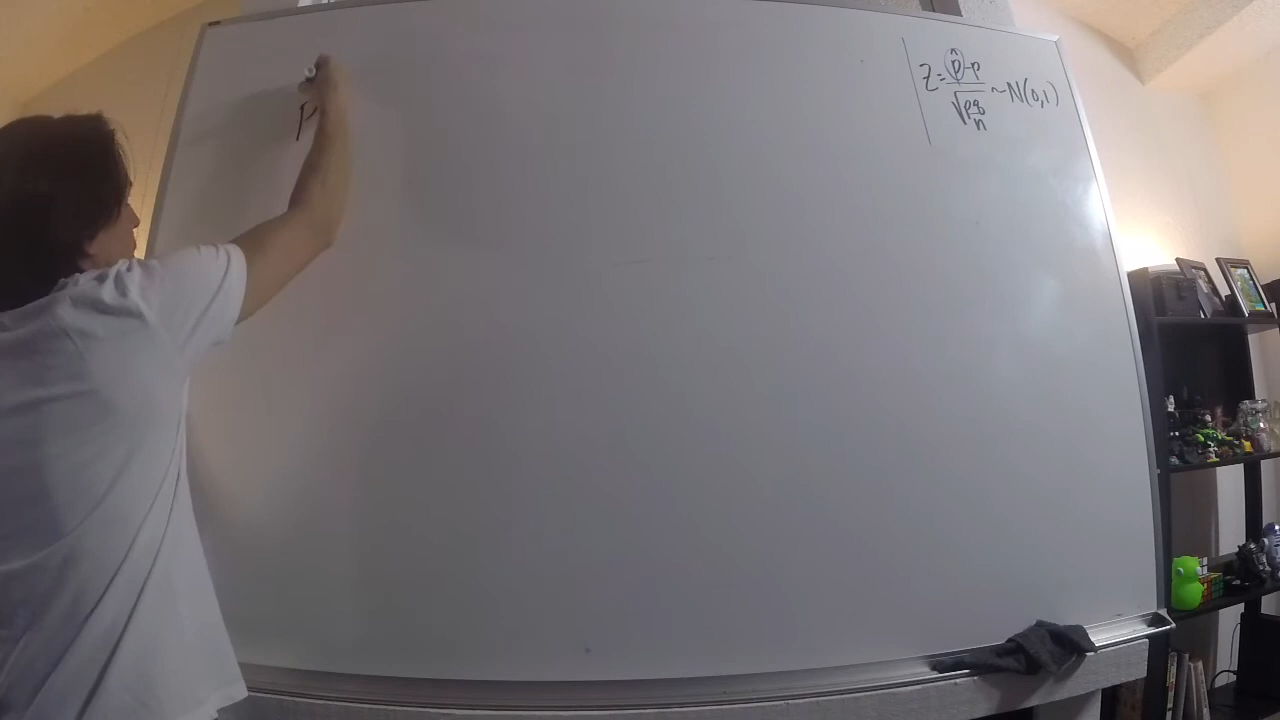 p
Z = (p̂ - p) / √(pq/n) ~ N(0,1)